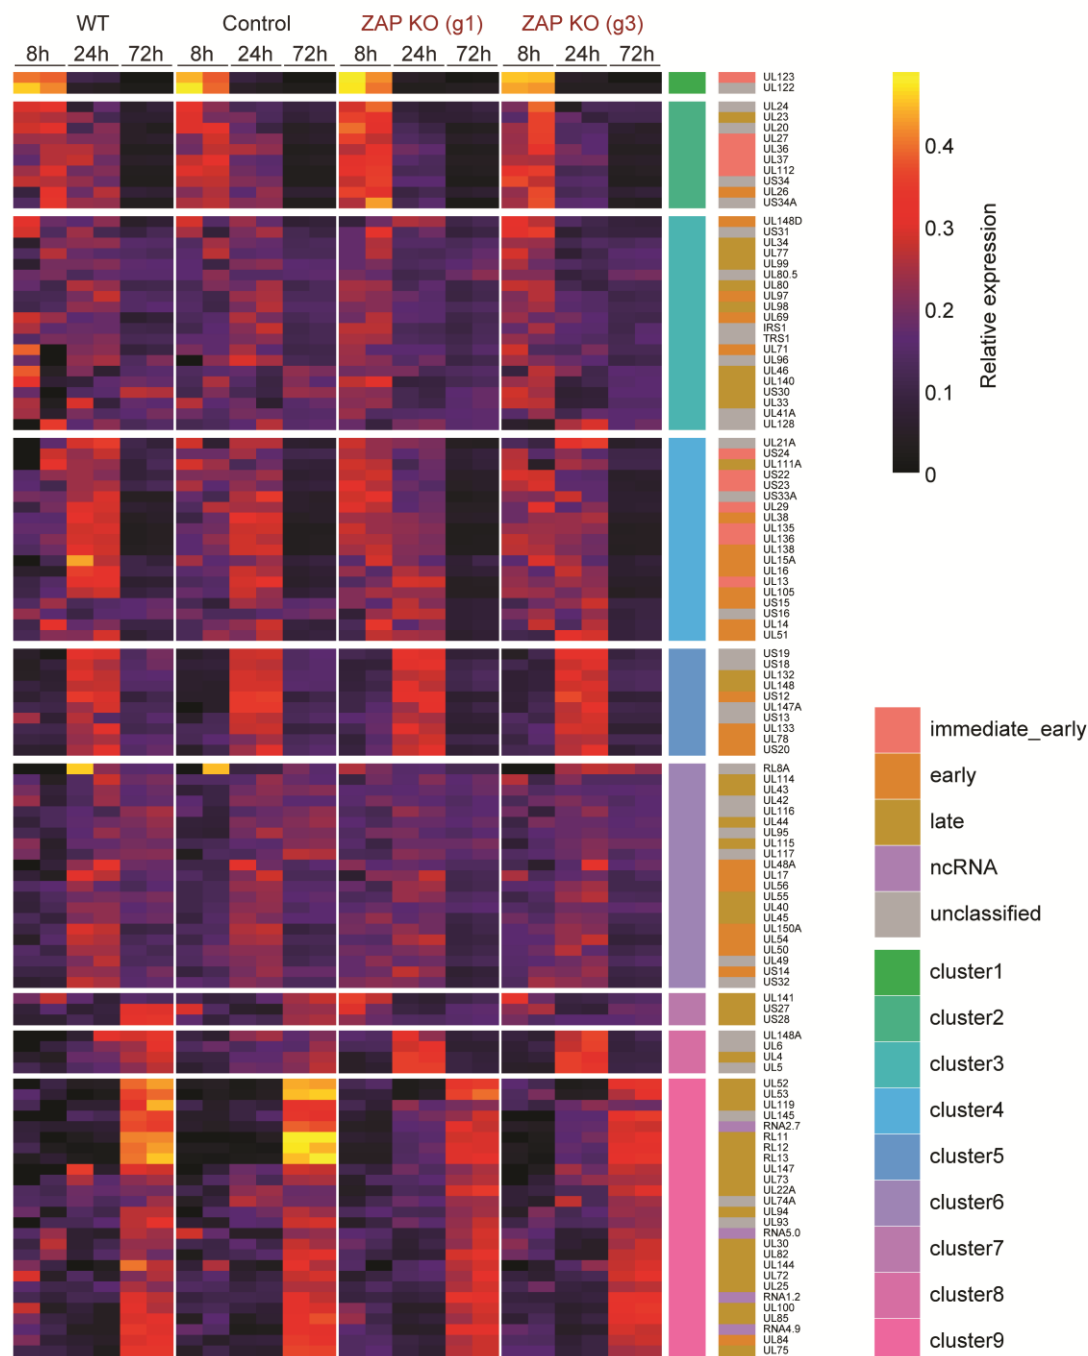 WT Control ZAP KO (g1) ZAP KO (g3)
8h 24h 72h 8h 24h 72h 8h 24h 72h 8h 24h 72h
UL123
UL122
UL24
UL23
UL20
UL27
UL36
UL37
UL112
US34
UL26
US34A
UL148D
US31
UL34
UL77
UL99
UL80.5
UL80
UL97
UL98
UL69
IRS1
TRS1
UL71
UL96
UL46
UL140
US30
UL33
UL41A
UL128
UL21A
US24
UL111A
US22
US23
US33A
UL29
UL38
UL135
UL136
UL138
UL15A
UL16
UL13
UL105
US15
US16
UL14
UL51
US19
US18
UL132
UL148
US12
UL147A
US13
UL133
UL78
US20
RL8A
UL114
UL43
UL42
UL116
UL44
UL95
UL115
UL117
UL48A
UL17
UL56
UL55
UL40
UL45
UL150A
UL54
UL50
UL49
US14
US32
UL141
US27
US28
UL148A
UL6
UL4
UL5
UL52
UL53
UL119
UL145
RNA2.7
RL11
RL12
RL13
UL147
UL73
UL22A
UL74A
UL94
UL93
RNA5.0
UL30
UL82
UL144
UL72
UL25
RNA1.2
UL100
UL85
RNA4.9
UL84
UL75
0.4
0.3
0.2
0.1
0
Relative expression
immediate_early
early
late
ncRNA
unclassified
cluster1
cluster2
cluster3
cluster4
cluster5
cluster6
cluster7
cluster8
cluster9